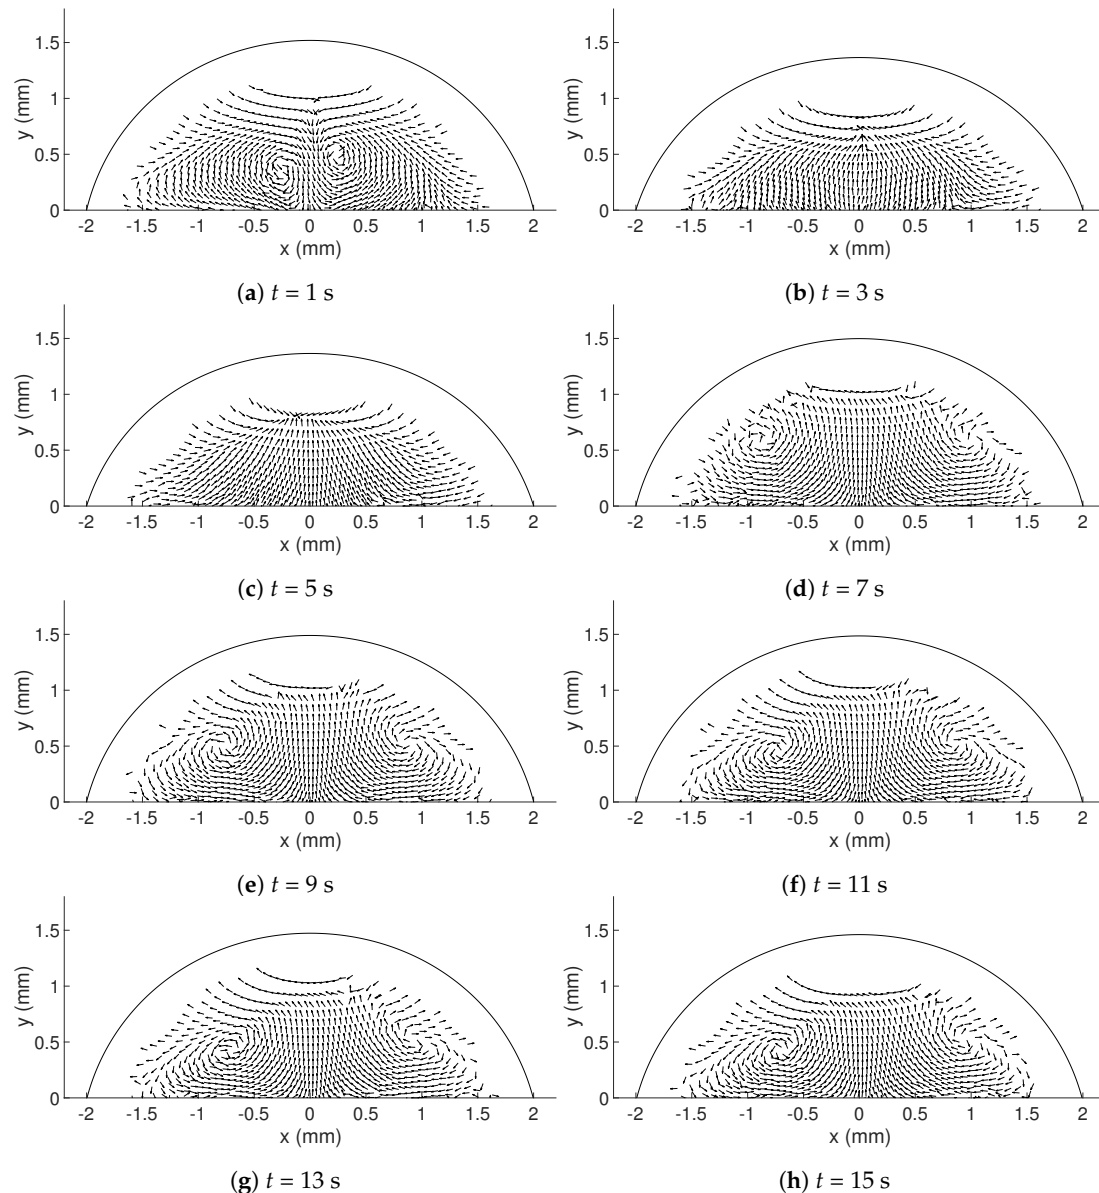 1.5
1
0.5
0
y (mm)
-2 -1.5 -1 -0.5 0 0.5 1 1.5 2
x (mm)
(a) t = 1 s
1.5
1
0.5
0
y (mm)
-2 -1.5 -1 -0.5 0 0.5 1 1.5 2
x (mm)
(b) t = 3 s
1.5
1
0.5
0
y (mm)
-2 -1.5 -1 -0.5 0 0.5 1 1.5 2
x (mm)
(c) t = 5 s
1.5
1
0.5
0
y (mm)
-2 -1.5 -1 -0.5 0 0.5 1 1.5 2
x (mm)
(d) t = 7 s
1.5
1
0.5
0
y (mm)
-2 -1.5 -1 -0.5 0 0.5 1 1.5 2
x (mm)
(e) t = 9 s
1.5
1
0.5
0
y (mm)
-2 -1.5 -1 -0.5 0 0.5 1 1.5 2
x (mm)
(f) t = 11 s
1.5
1
0.5
0
y (mm)
-2 -1.5 -1 -0.5 0 0.5 1 1.5 2
x (mm)
(g) t = 13 s
1.5
1
0.5
0
y (mm)
-2 -1.5 -1 -0.5 0 0.5 1 1.5 2
x (mm)
(h) t = 15 s